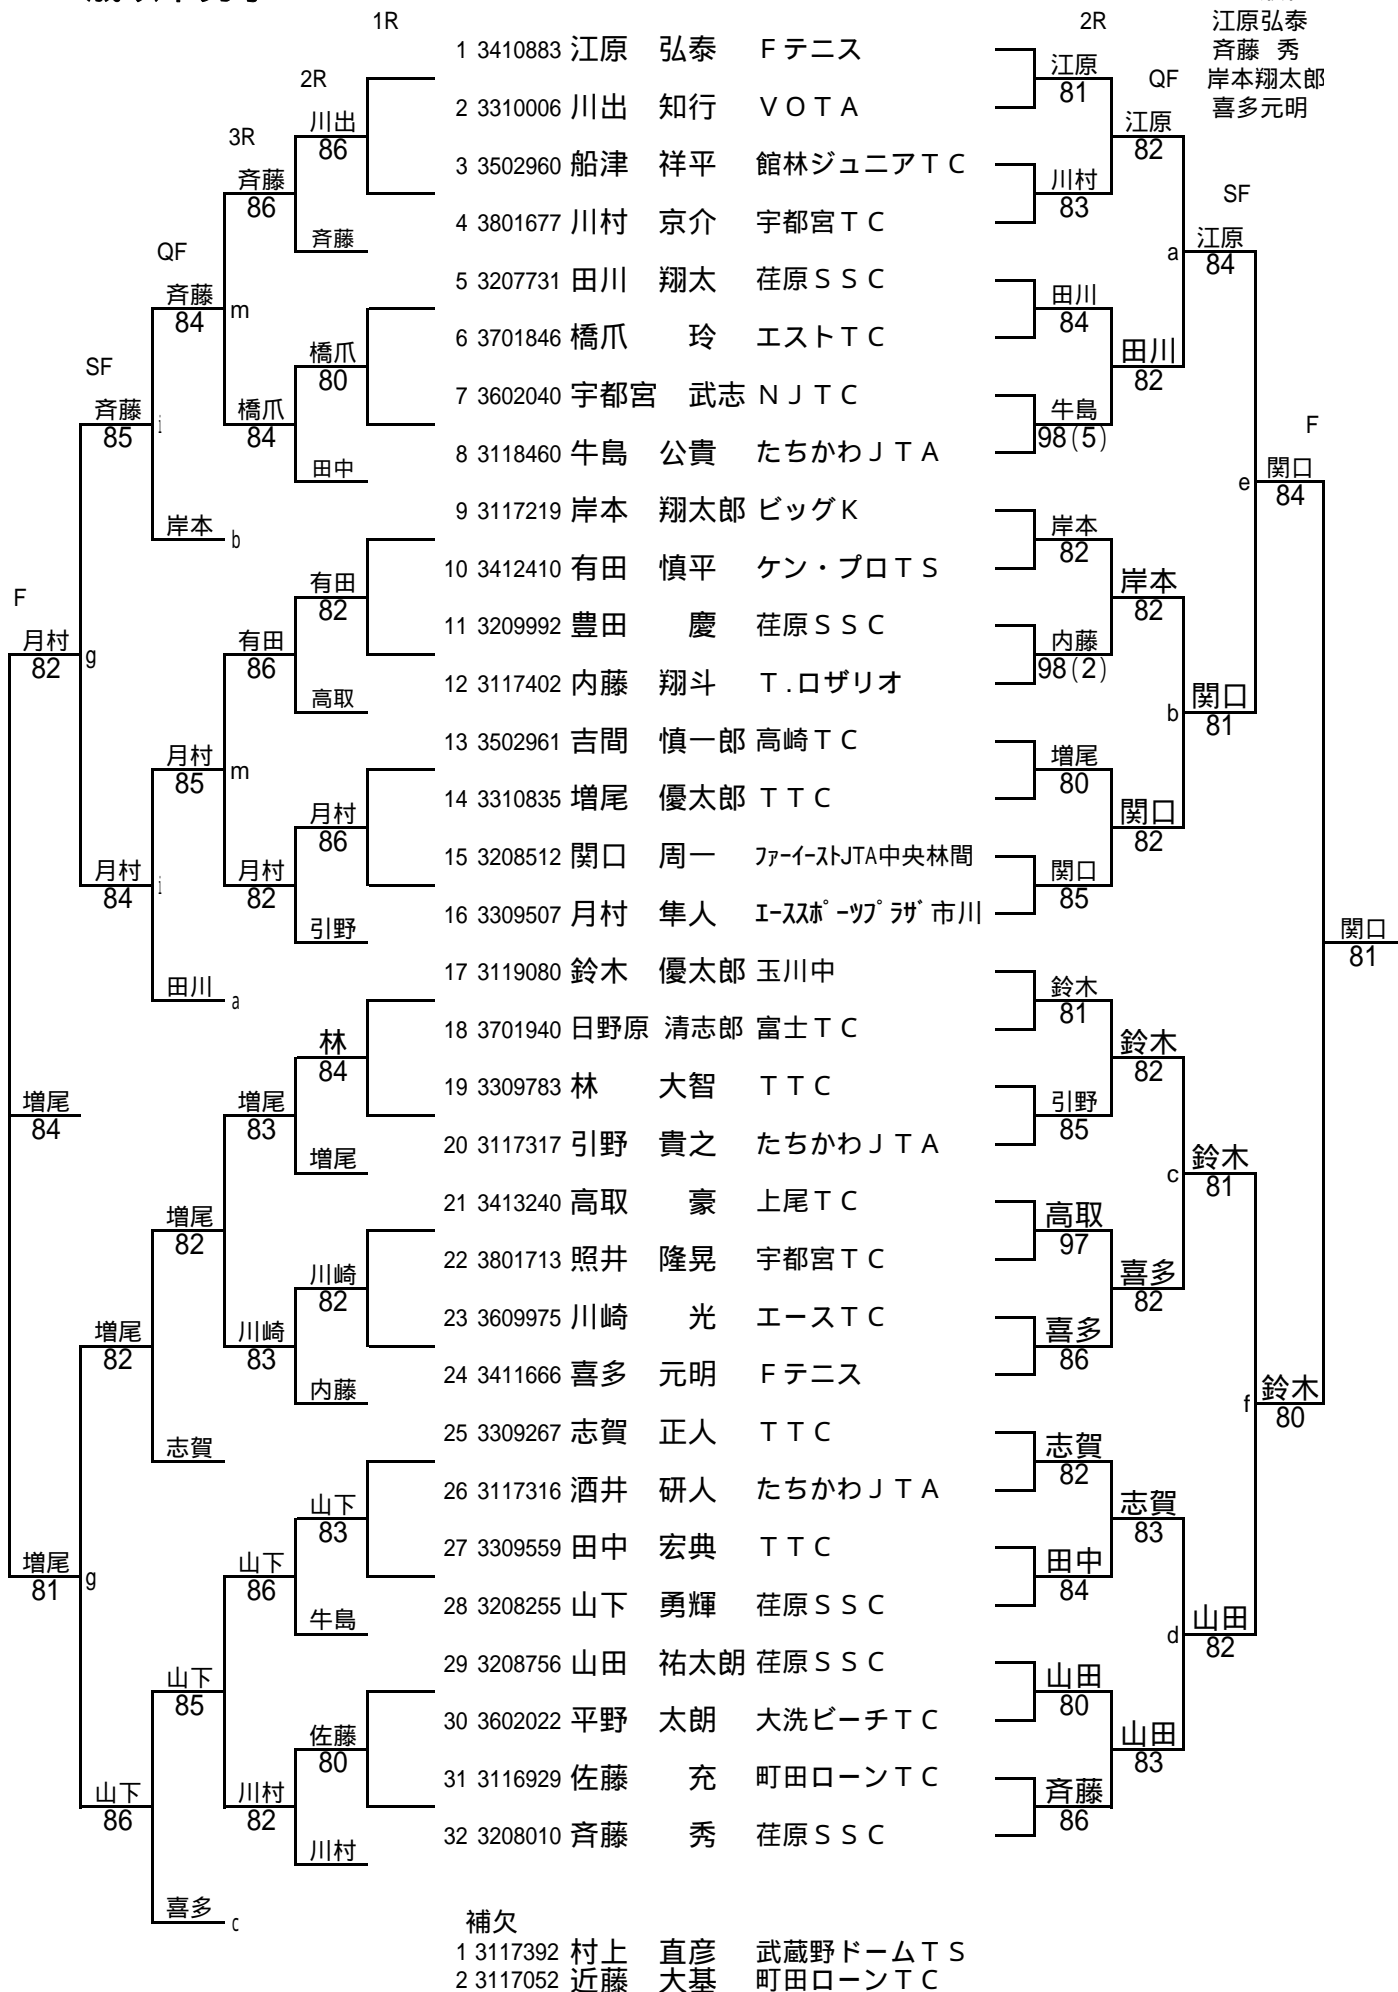 1R
2R
江原弘泰
斉藤 秀
QF 岸本翔太郎
喜多元明
2R
3R
QF
SF
F
SF
F
1 3410883 江原 弘泰 Fテニス
2 3310006 川出 知行 VOTA
3 3502960 船津 祥平 館林ジュニアTC
4 3801677 川村 京介 宇都宮TC
5 3207731 田川 翔太 荏原SSC
6 3701846 橋爪 玲 エストTC
7 3602040 宇都宮 武志 NJTC
8 3118460 牛島 公貴 たちかわJTA
9 3117219 岸本 翔太郎 ビッグK
10 3412410 有田 慎平 ケン・プロTS
11 3209992 豊田 慶 荏原SSC
12 3117402 内藤 翔斗 T.ロザリオ
13 3502961 吉間 慎一郎 高崎TC
14 3310835 増尾 優太郎 TTC
15 3208512 関口 周一 ファーイーストJTA中央林間
16 3309507 月村 隼人 エーススポーツプラザ市川
17 3119080 鈴木 優太郎 玉川中
18 3701940 日野原 清志郎 富士TC
19 3309783 林 大智 TTC
20 3117317 引野 貴之 たちかわJTA
21 3413240 高取 豪 上尾TC
22 3801713 照井 隆晃 宇都宮TC
23 3609975 川崎 光 エースTC
24 3411666 喜多 元明 Fテニス
25 3309267 志賀 正人 TTC
26 3117316 酒井 研人 たちかわJTA
27 3309559 田中 宏典 TTC
28 3208255 山下 勇輝 荏原SSC
29 3208756 山田 祐太朗 荏原SSC
30 3602022 平野 太朗 大洗ビーチTC
31 3116929 佐藤 充 町田ローンTC
32 3208010 斉藤 秀 荏原SSC
補欠
1 3117392 村上 直彦 武蔵野ドームTS
2 3117052 近藤 大基 町田ローンTC
川出
86
斉藤
橋爪
80
田中
有田
82
高取
月村
86
引野
林
84
増尾
川崎
82
内藤
山下
83
牛島
佐藤
80
川村
斉藤
86
m
橋爪
84
有田
86
m
月村
82
増尾
83
川崎
83
山下
86
川村
82
斉藤
84
i
岸本 b
月村
85
i
田川 a
増尾
82
志賀
山下
85
喜多 c
斉藤
85
g
月村
84
増尾
82
g
山下
86
月村
82
増尾
84
増尾
81
江原
81
川村
83
田川
84
牛島
98(5)
岸本
82
内藤
98(2)
増尾
80
関口
85
鈴木
81
引野
85
高取
97
喜多
86
志賀
82
田中
84
山田
80
斉藤
86
江原
82
a
田川
82
岸本
82
b
関口
82
鈴木
82
c
喜多
82
志賀
83
d
山田
83
江原
84
e
関口
81
鈴木
81
f
山田
82
関口
84
鈴木
80
関口
81